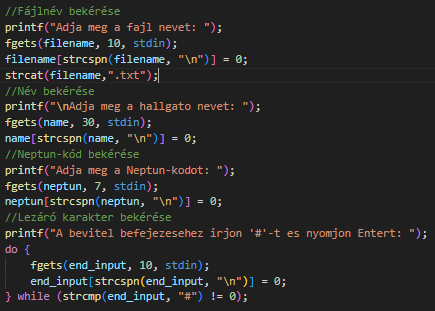 //Fájlnév bekérése
printf("Adja meg a fajl nevet: ");
fgets(filename, 10, stdin);
filename[strcspn(filename, "\n")] = 0;
strcat(filename,".txt");
//Név bekérése
printf("\nAdja meg a hallgato nevet: ");
fgets(name, 30, stdin);
name[strcspn(name, "\n")] = 0;
//Neptun-kód bekérése
printf("Adja meg a Neptun-kodot: ");
fgets(neptun, 7, stdin);
neptun[strcspn(neptun, "\n")] = 0;
//Lezáró karakter bekérése
printf("A bevitel befejezesehez irjon '#'-t es nyomjon Entert: ");
do {
    fgets(end_input, 10, stdin);
    end_input[strcspn(end_input, "\n")] = 0;
} while (strcmp(end_input, "#") != 0);